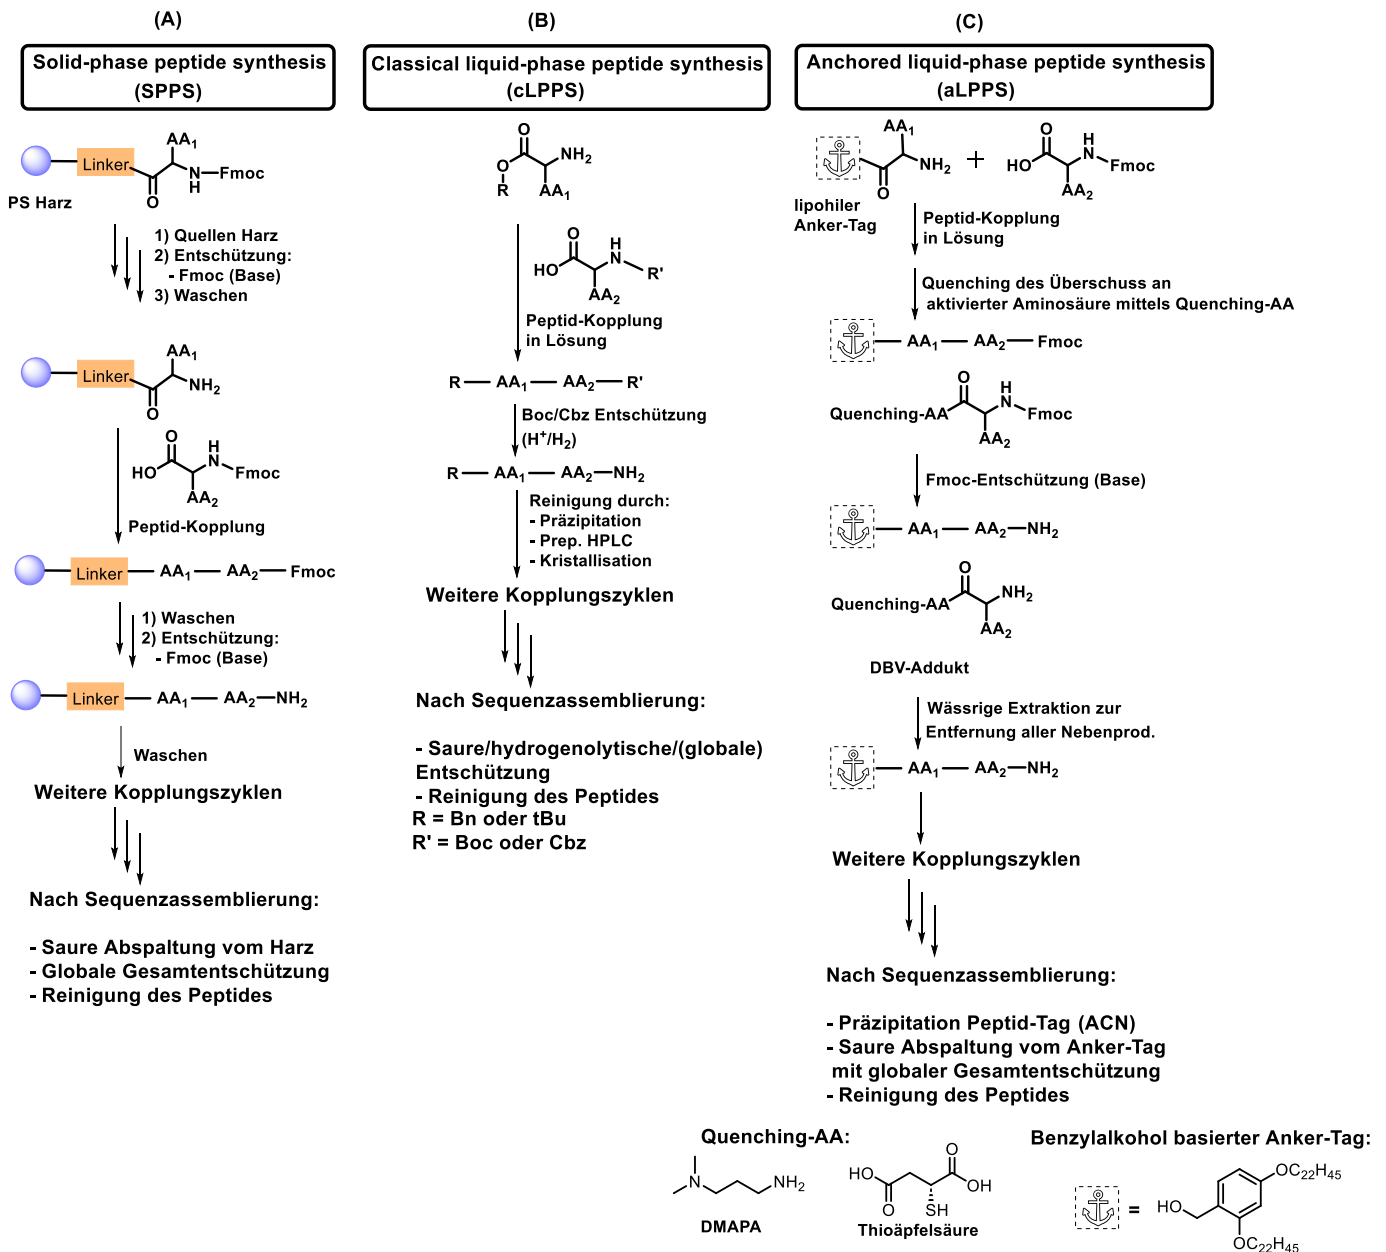 (A)
Solid-phase peptide synthesis
(SPPS)
AA1
Linker
N
H
Fmoc
O
PS Harz
1) Quellen Harz
2) Entschützung:
- Fmoc (Base)
3) Waschen
AA1
Linker
NH2
O
O
H
N
HO
Fmoc
AA2
Peptid-Kopplung
Linker
AA1
AA2
Fmoc
1) Waschen
2) Entschützung:
- Fmoc (Base)
Linker
AA1
AA2
NH2
Waschen
Weitere Kopplungszyklen
Nach Sequenzassemblierung:
- Saure Abspaltung vom Harz
- Globale Gesamtentschützung
- Reinigung des Peptides
(B)
Classical liquid-phase peptide synthesis
(cLPPS)
O
NH2
O
R
AA1
O
H
N
HO
R'
AA2
Peptid-Kopplung
in Lösung
R
AA1
AA2
R'
Boc/Cbz Entschützung
(H+/H2)
R
AA1
AA2
NH2
Reinigung durch:
- Präzipitation
- Prep. HPLC
- Kristallisation
Weitere Kopplungszyklen
Nach Sequenzassemblierung:
- Saure/hydrogenolytische/(globale)
Entschützung
- Reinigung des Peptides
R = Bn oder tBu
R' = Boc oder Cbz
(C)
Anchored liquid-phase peptide synthesis
(aLPPS)
AA1
NH2
O
+
O
H
N
HO
Fmoc
AA2
lipohiler
Anker-Tag
Peptid-Kopplung
in Lösung
Quenching des Überschuss an
aktivierter Aminosäure mittels Quenching-AA
AA1
AA2
Fmoc
O
H
N
Quenching-AA
Fmoc
AA2
Fmoc-Entschützung (Base)
AA1
AA2
NH2
O
NH2
Quenching-AA
AA2
DBV-Addukt
Wässrige Extraktion zur
Entfernung aller Nebenprod.
AA1
AA2
NH2
Weitere Kopplungszyklen
Nach Sequenzassemblierung:
- Präzipitation Peptid-Tag (ACN)
- Saure Abspaltung vom Anker-Tag
mit globaler Gesamtentschützung
- Reinigung des Peptides
Quenching-AA:
N
NH2
DMAPA
O
HO
OH
O
SH
Thioäpfelsäure
Benzylalkohol basierter Anker-Tag:
=
HO
OC22H45
OC22H45